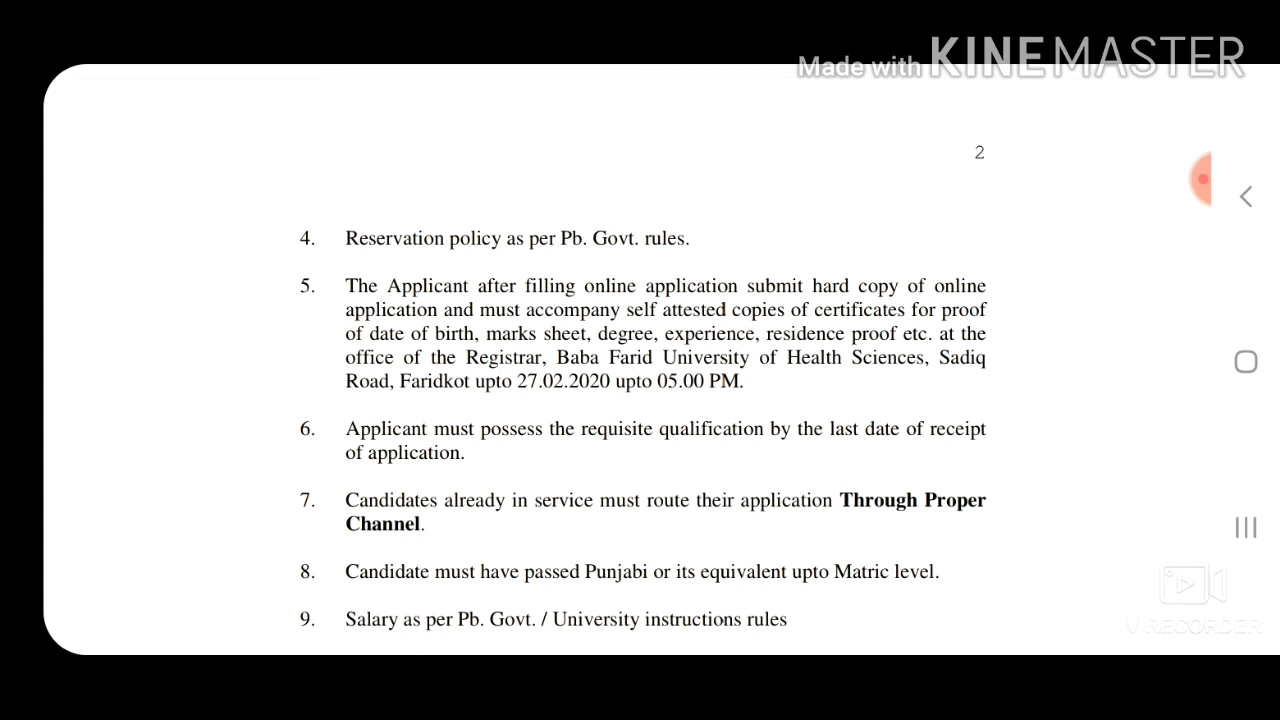 Made with KINEMASTER
2
4. Reservation policy as per Pb. Govt. rules.
5. The Applicant after filling online application submit hard copy of online
application and must accompany self attested copies of certificates for proof
of date of birth, marks sheet, degree, experience, residence proof etc. at the
office of the Registrar, Baba Farid University of Health Sciences, Sadiq
Road, Faridkot upto 27.02.2020 upto 05.00 PM.
6. Applicant must possess the requisite qualification by the last date of receipt
of application.
7. Candidates already in service must route their application Through Proper
Channel.
8. Candidate must have passed Punjabi or its equivalent upto Matric level.
9. Salary as per Pb. Govt. / University instructions rules
V RECORDER